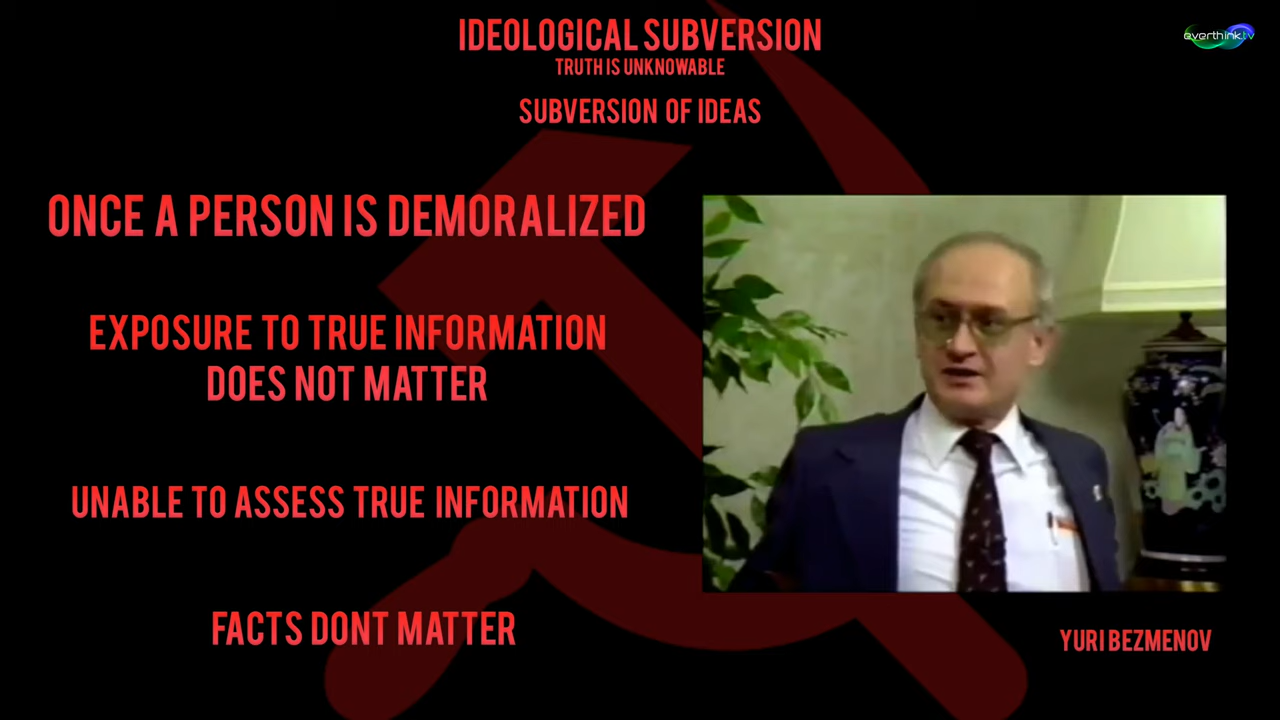 IDEOLOGICAL SUBVERSION
TRUTH IS UNKNOWABLE
SUBVERSION OF IDEAS
everthink.tv
ONCE A PERSON IS DEMORALIZED
EXPOSURE TO TRUE INFORMATION
DOES NOT MATTER
UNABLE TO ASSESS TRUE INFORMATION
FACTS DONT MATTER
YURI BEZMENOV